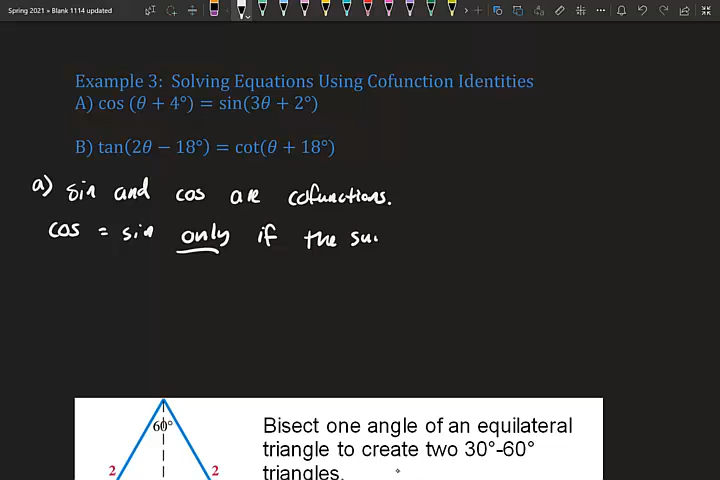 Spring 2021 » Blank 1114 updated
Example 3: Solving Equations Using Cofunction Identities
A) cos (θ + 4°) = sin(3θ + 2°)
B) tan(2θ − 18°) = cot(θ + 18°)
a) sin and cos are cofunctions.
cos = sin only if the su
60°
2 2
Bisect one angle of an equilateral
triangle to create two 30°-60°
triangles.